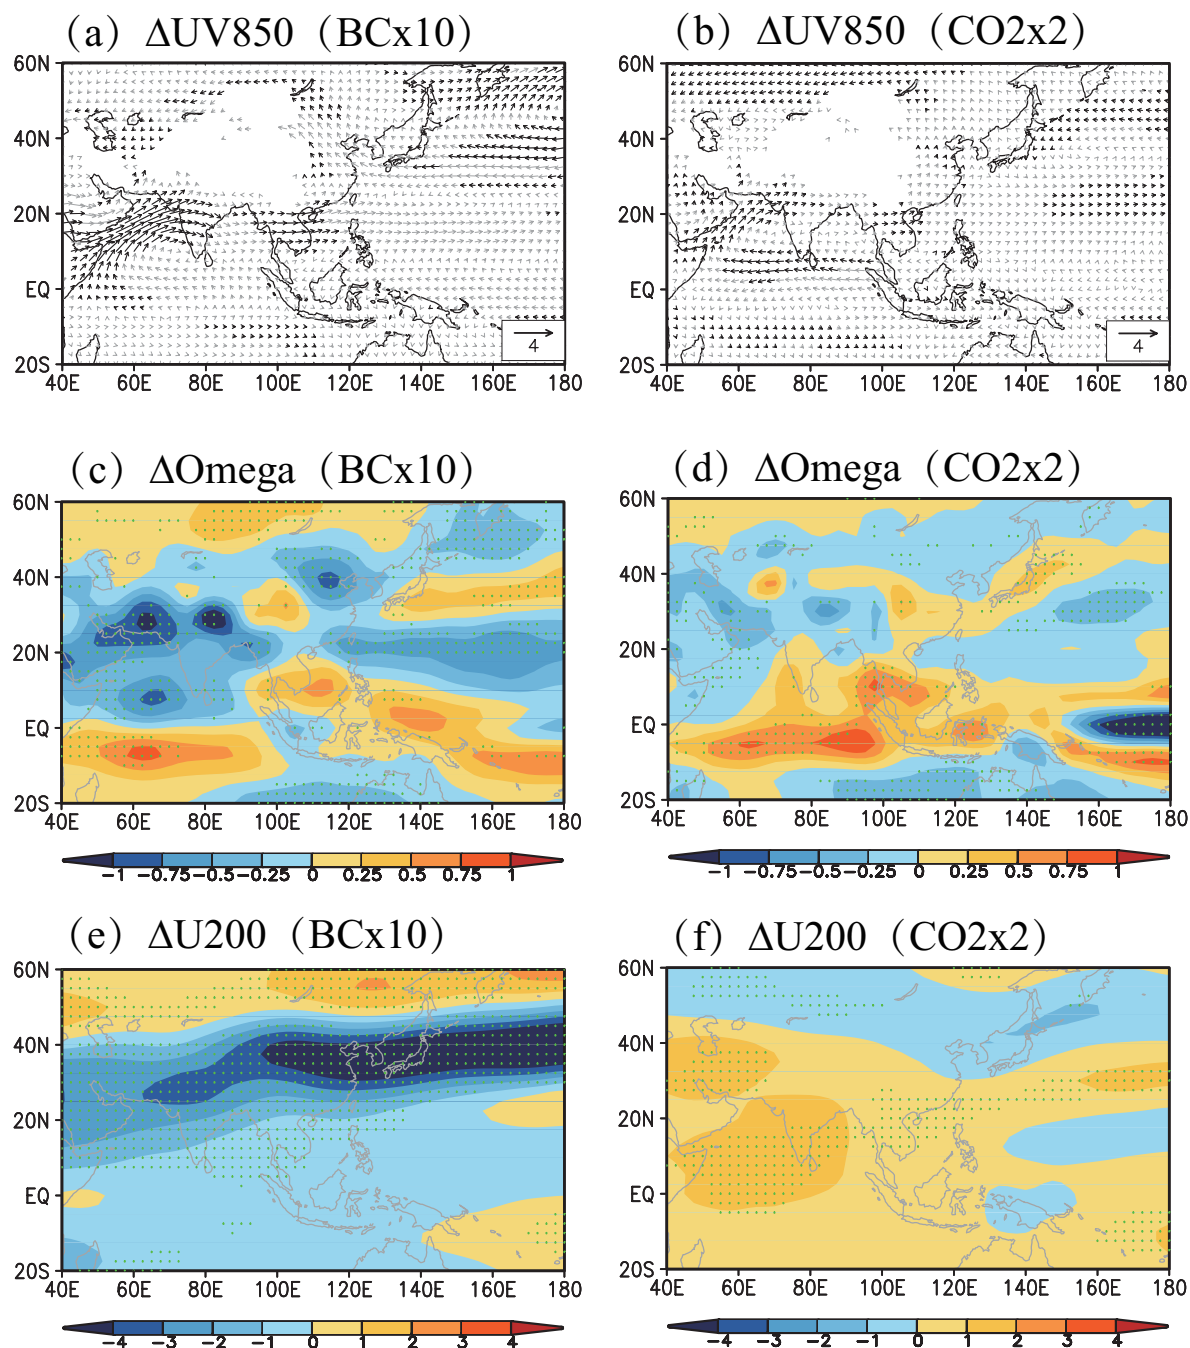 (a) ΔUV850 (BCx10)
(b) ΔUV850 (CO2x2)
60N
40N
20N
EQ
20S
4
40E 60E 80E 100E 120E 140E 160E 180
60N
40N
20N
EQ
20S
4
40E 60E 80E 100E 120E 140E 160E 180
(c) ΔOmega (BCx10)
(d) ΔOmega (CO2x2)
60N
40N
20N
EQ
20S
40E 60E 80E 100E 120E 140E 160E 180
-1 -0.75 -0.5 -0.25 0 0.25 0.5 0.75 1
60N
40N
20N
EQ
20S
40E 60E 80E 100E 120E 140E 160E 180
-1 -0.75 -0.5 -0.25 0 0.25 0.5 0.75 1
(e) ΔU200 (BCx10)
(f) ΔU200 (CO2x2)
60N
40N
20N
EQ
20S
40E 60E 80E 100E 120E 140E 160E 180
-4 -3 -2 -1 0 1 2 3 4
60N
40N
20N
EQ
20S
40E 60E 80E 100E 120E 140E 160E 180
-4 -3 -2 -1 0 1 2 3 4